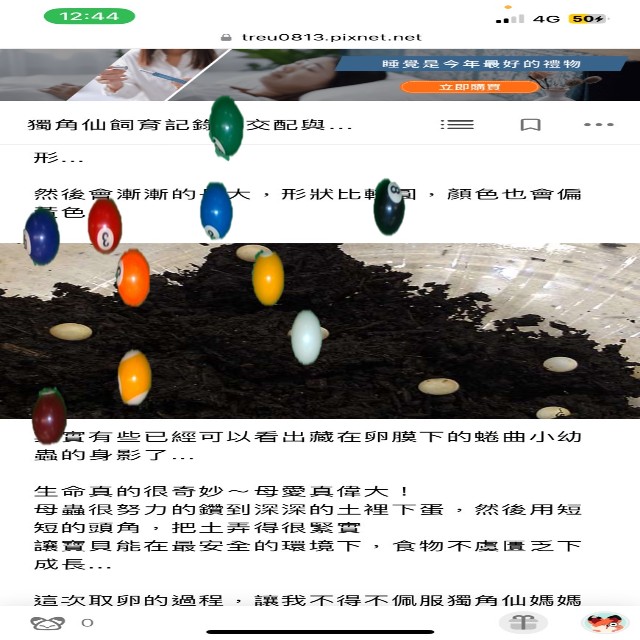 12:44
4G 50
treu0813.pixnet.net
睡覺是今年最好的禮物
立即購買
獨角仙飼育記錄 交配與...
形...
然後會漸漸的 大，形狀比較圓，顏色也會偏
黃色
實有些已經可以看出藏在卵膜下的蜷曲小幼
蟲的身影了...
生命真的很奇妙～母愛真偉大！
母蟲很努力的鑽到深深的土裡下蛋，然後用短
短的頭角，把土弄得很緊實
讓寶貝能在最安全的環境下，食物不虞匱乏下
成長...
這次取卵的過程，讓我不得不佩服獨角仙媽媽
0